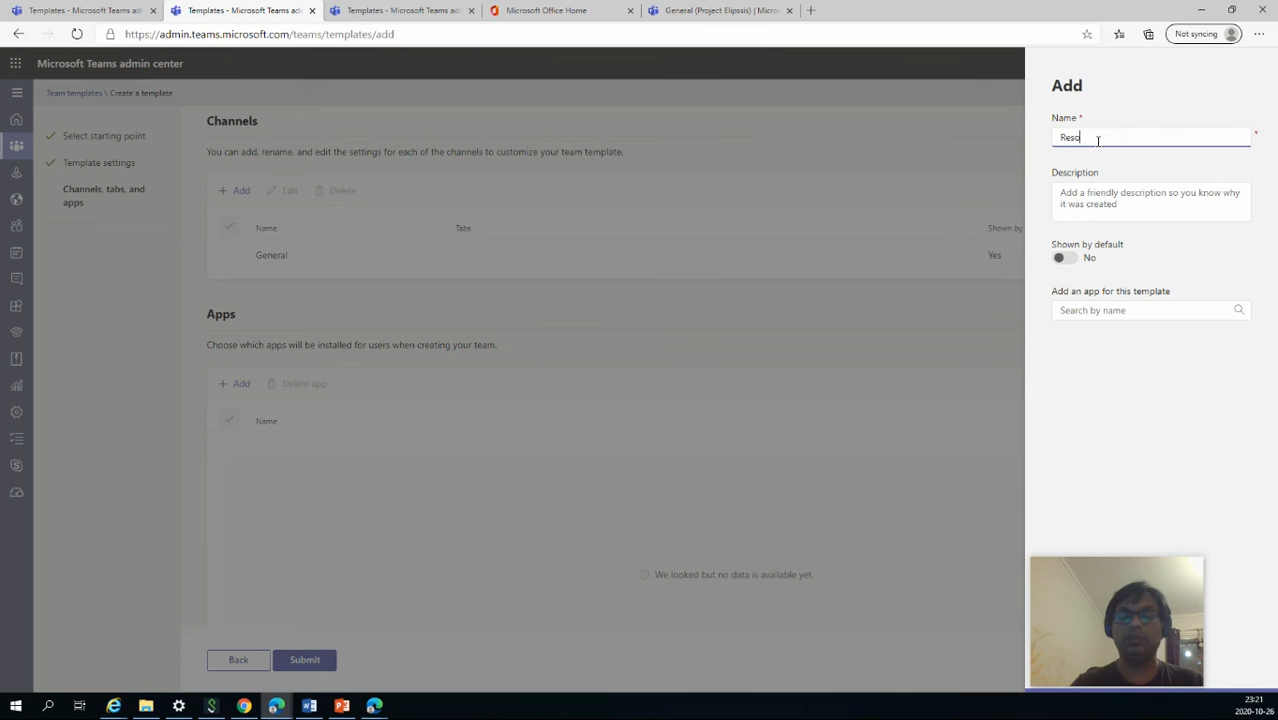 Templates - Microsoft Teams adm
Templates - Microsoft Teams adm
Templates - Microsoft Teams adm
Microsoft Office Home
General (Project Elipssis) | Micros
https://admin.teams.microsoft.com/teams/templates/add
Not syncing
Microsoft Teams admin center
Team templates \ Create a template
Select starting point
Template settings
Channels, tabs, and
apps
Channels
You can add, rename, and edit the settings for each of the channels to customize your team template.
+ Add
Edit
Delete
Name
Tabs
Shown by
General
Yes
Apps
Choose which apps will be installed for users when creating your team.
+ Add
Delete app
Name
We looked but no data is available yet.
Back
Submit
Add
Name *
Reso
*
Description
Add a friendly description so you know why
it was created
Shown by default
No
Add an app for this template
Search by name
23:21
2020-10-26